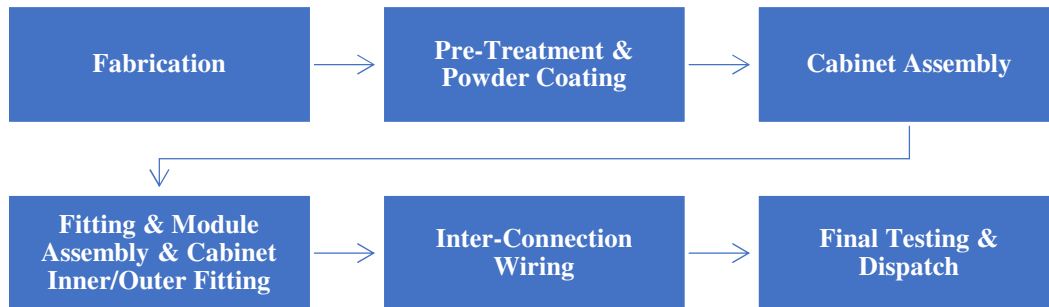 Fabrication
Pre-Treatment &
Powder Coating
Cabinet Assembly
Fitting & Module
Assembly & Cabinet
Inner/Outer Fitting
Inter-Connection
Wiring
Final Testing &
Dispatch